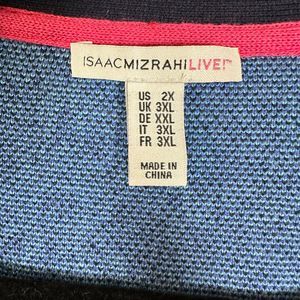 ISAACMIZRAHILIVE!
US 2X
UK 3XL
DE XXL
IT 3XL
FR 3XL
MADE IN
CHINA